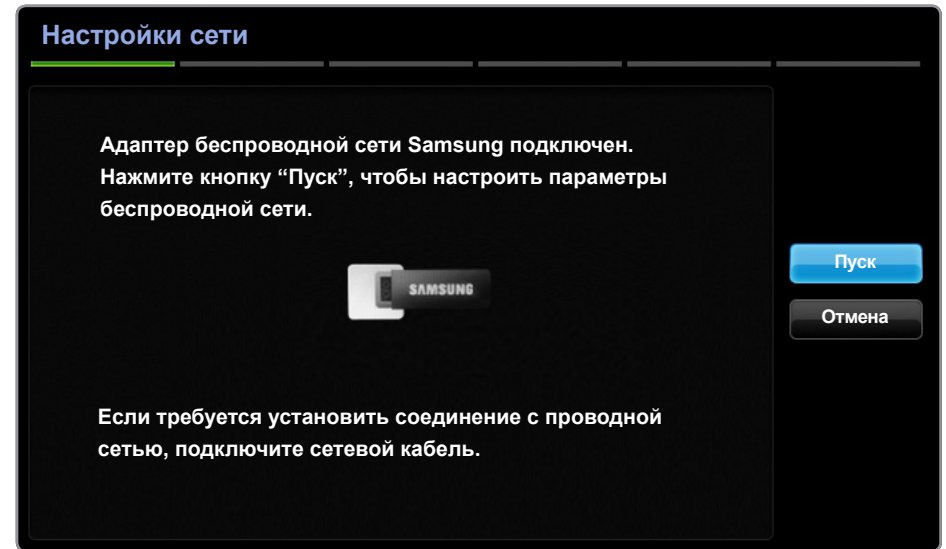 Настройки сети
Адаптер беспроводной сети Samsung подключен.
Нажмите кнопку “Пуск”, чтобы настроить параметры
беспроводной сети.
SAMSUNG
Пуск
Отмена
Если требуется установить соединение с проводной
сетью, подключите сетевой кабель.